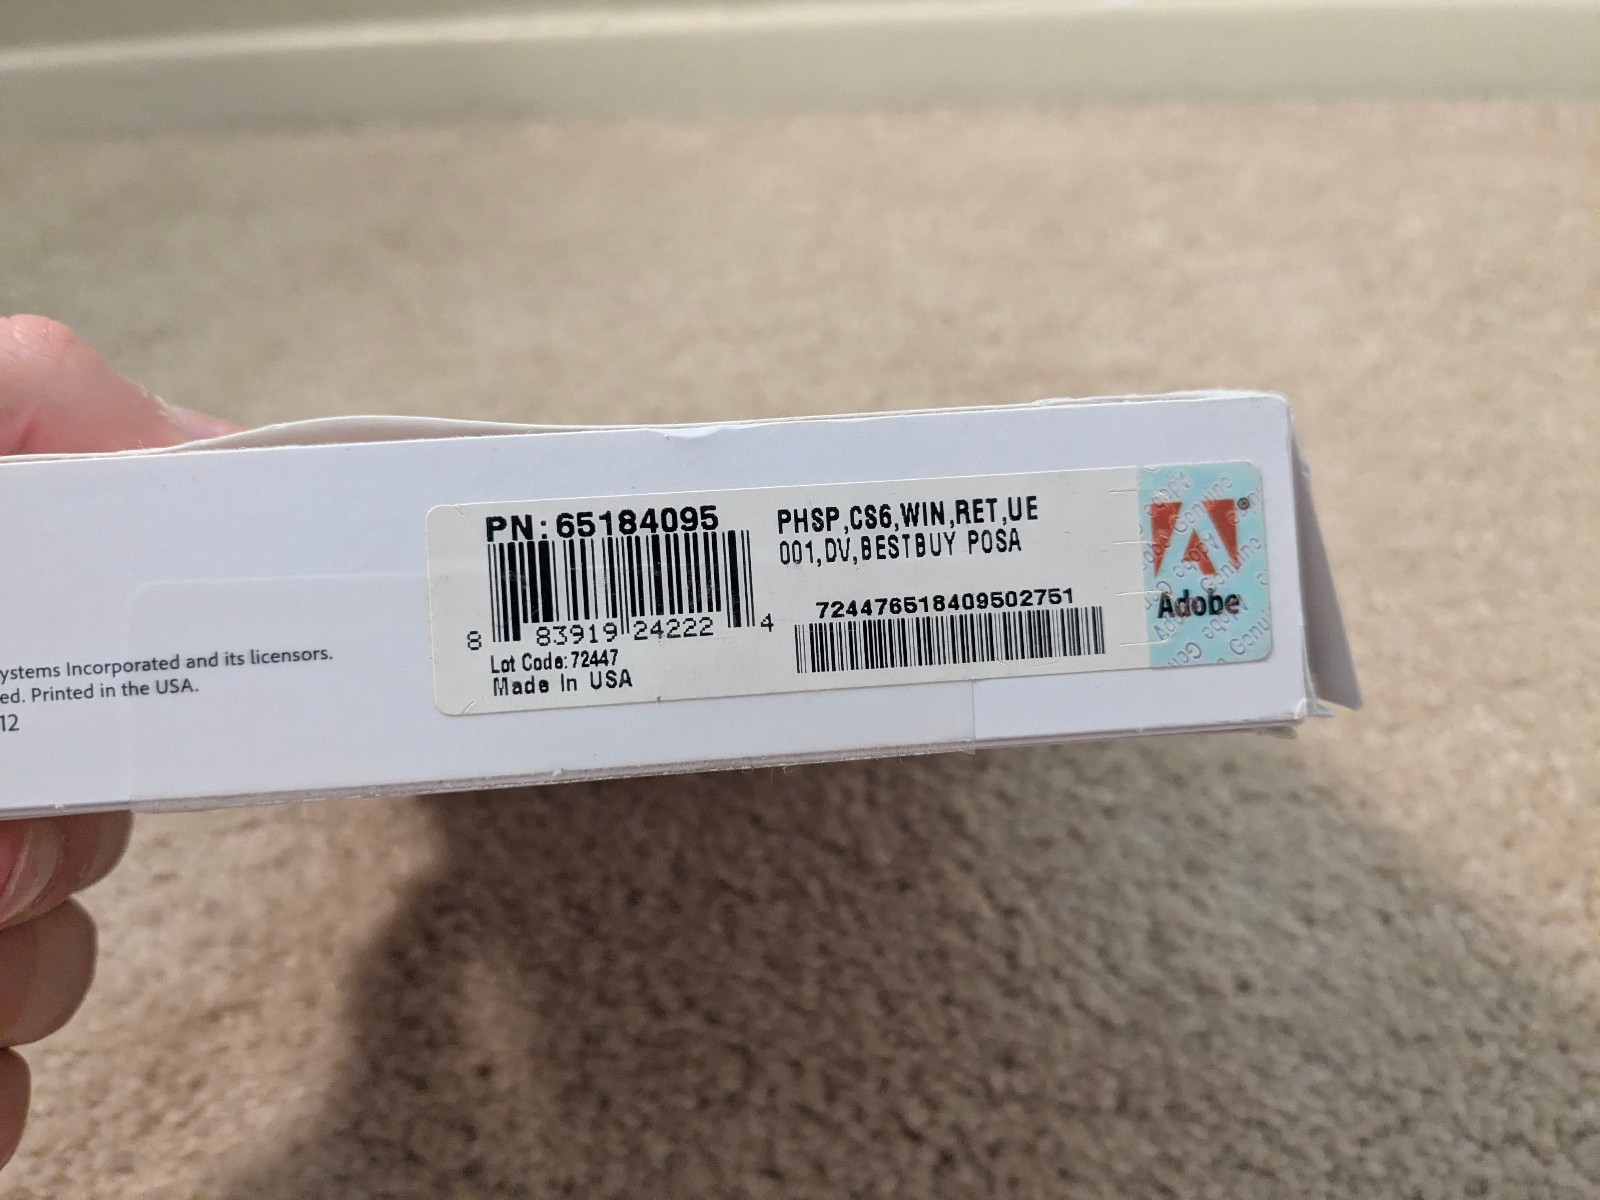 ystems Incorporated and its licensors.
ed. Printed in the USA.
12
PN:65184095
8 83919 24222 4
Lot Code:72447
Made In USA
PHSP,CS6,WIN,RET,UE
001,DV,BESTBUY POSA
724476518409502751
Adobe